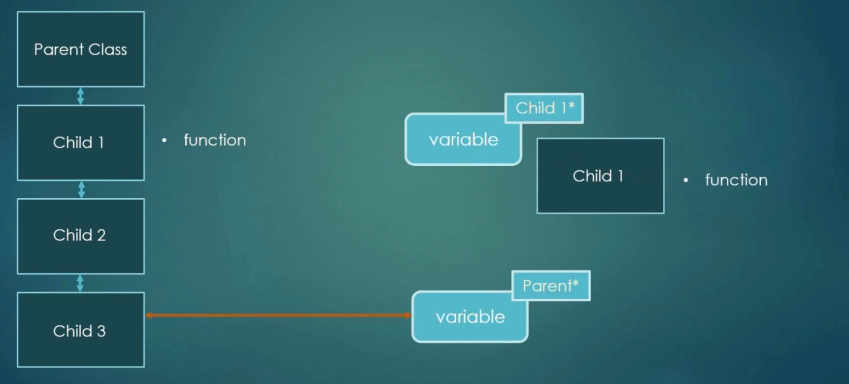 Parent Class
Child 1
• function
Child 2
Child 3
Child 1*
variable
Child 1
• function
Parent*
variable